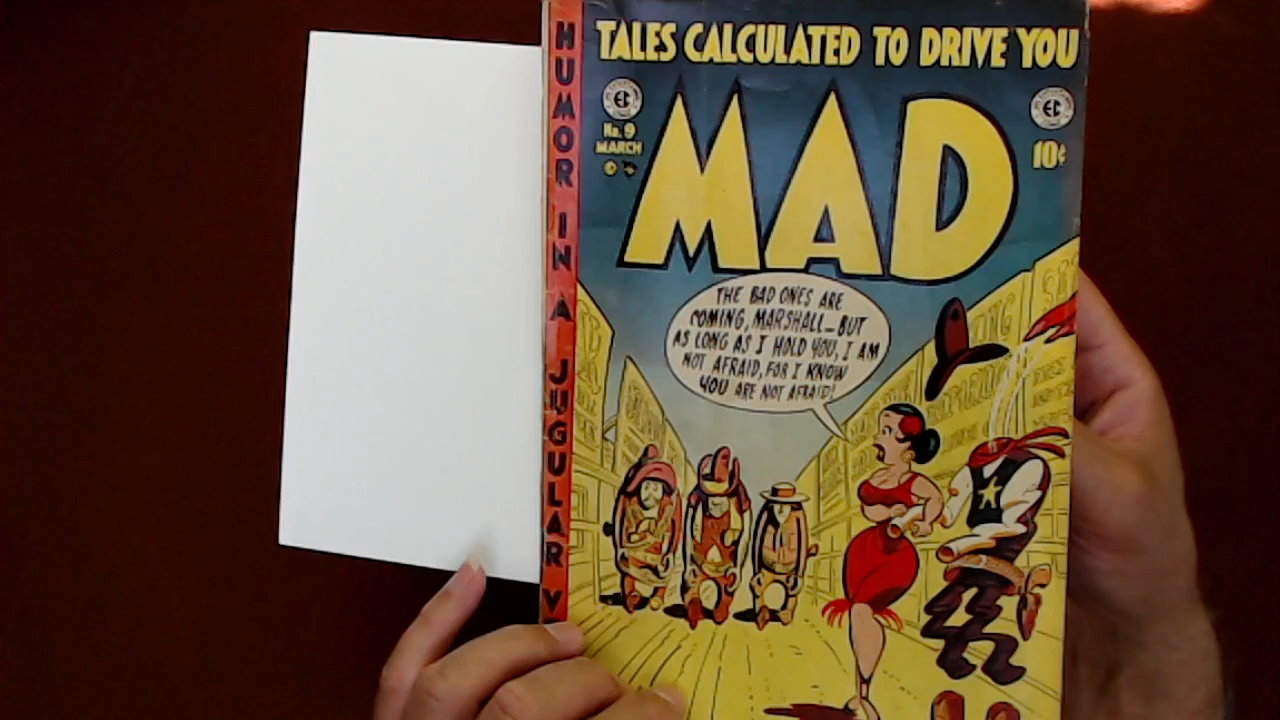 HUMOR IN A JUGULAR V
TALES CALCULATED TO DRIVE YOU
MAD
EC
No. 9
MARCH
EC
10¢
THE BAD ONES ARE
COMING, MARSHALL—BUT
AS LONG AS I HOLD YOU, I AM
NOT AFRAID, FOR I KNOW
YOU ARE NOT AFRAID!